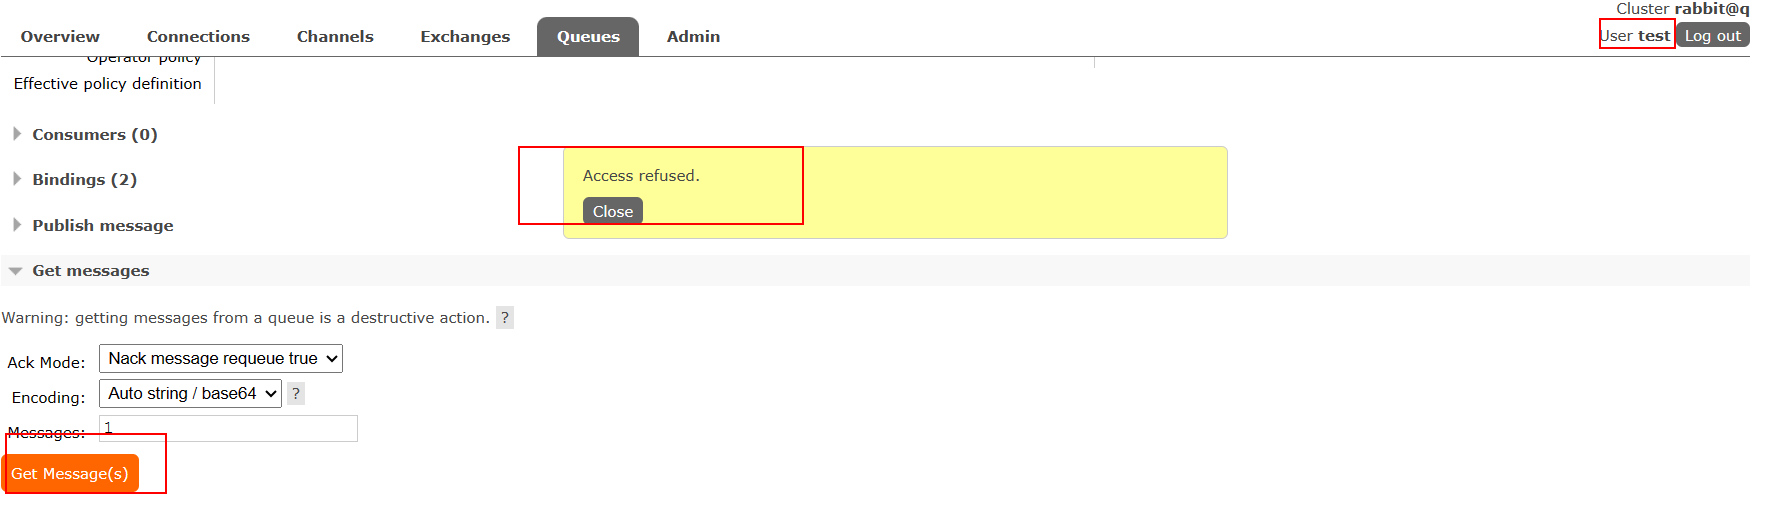 Cluster rabbit@q
Overview Connections Channels Exchanges Queues Admin
User test Log out
Operator policy
Effective policy definition
Consumers (0)
Bindings (2)
Access refused.
Close
Publish message
Get messages
Warning: getting messages from a queue is a destructive action. ?
Ack Mode: Nack message requeue true
Encoding: Auto string / base64 ?
Messages: 1
Get Message(s)